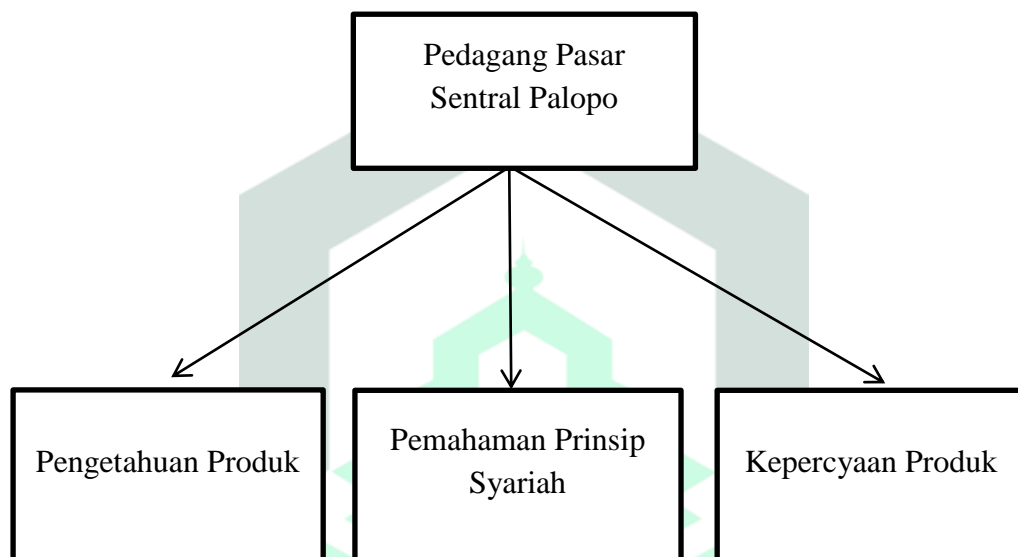 Pedagang Pasar
Sentral Palopo
Pengetahuan Produk
Pemahaman Prinsip
Syariah
Kepercyaan Produk